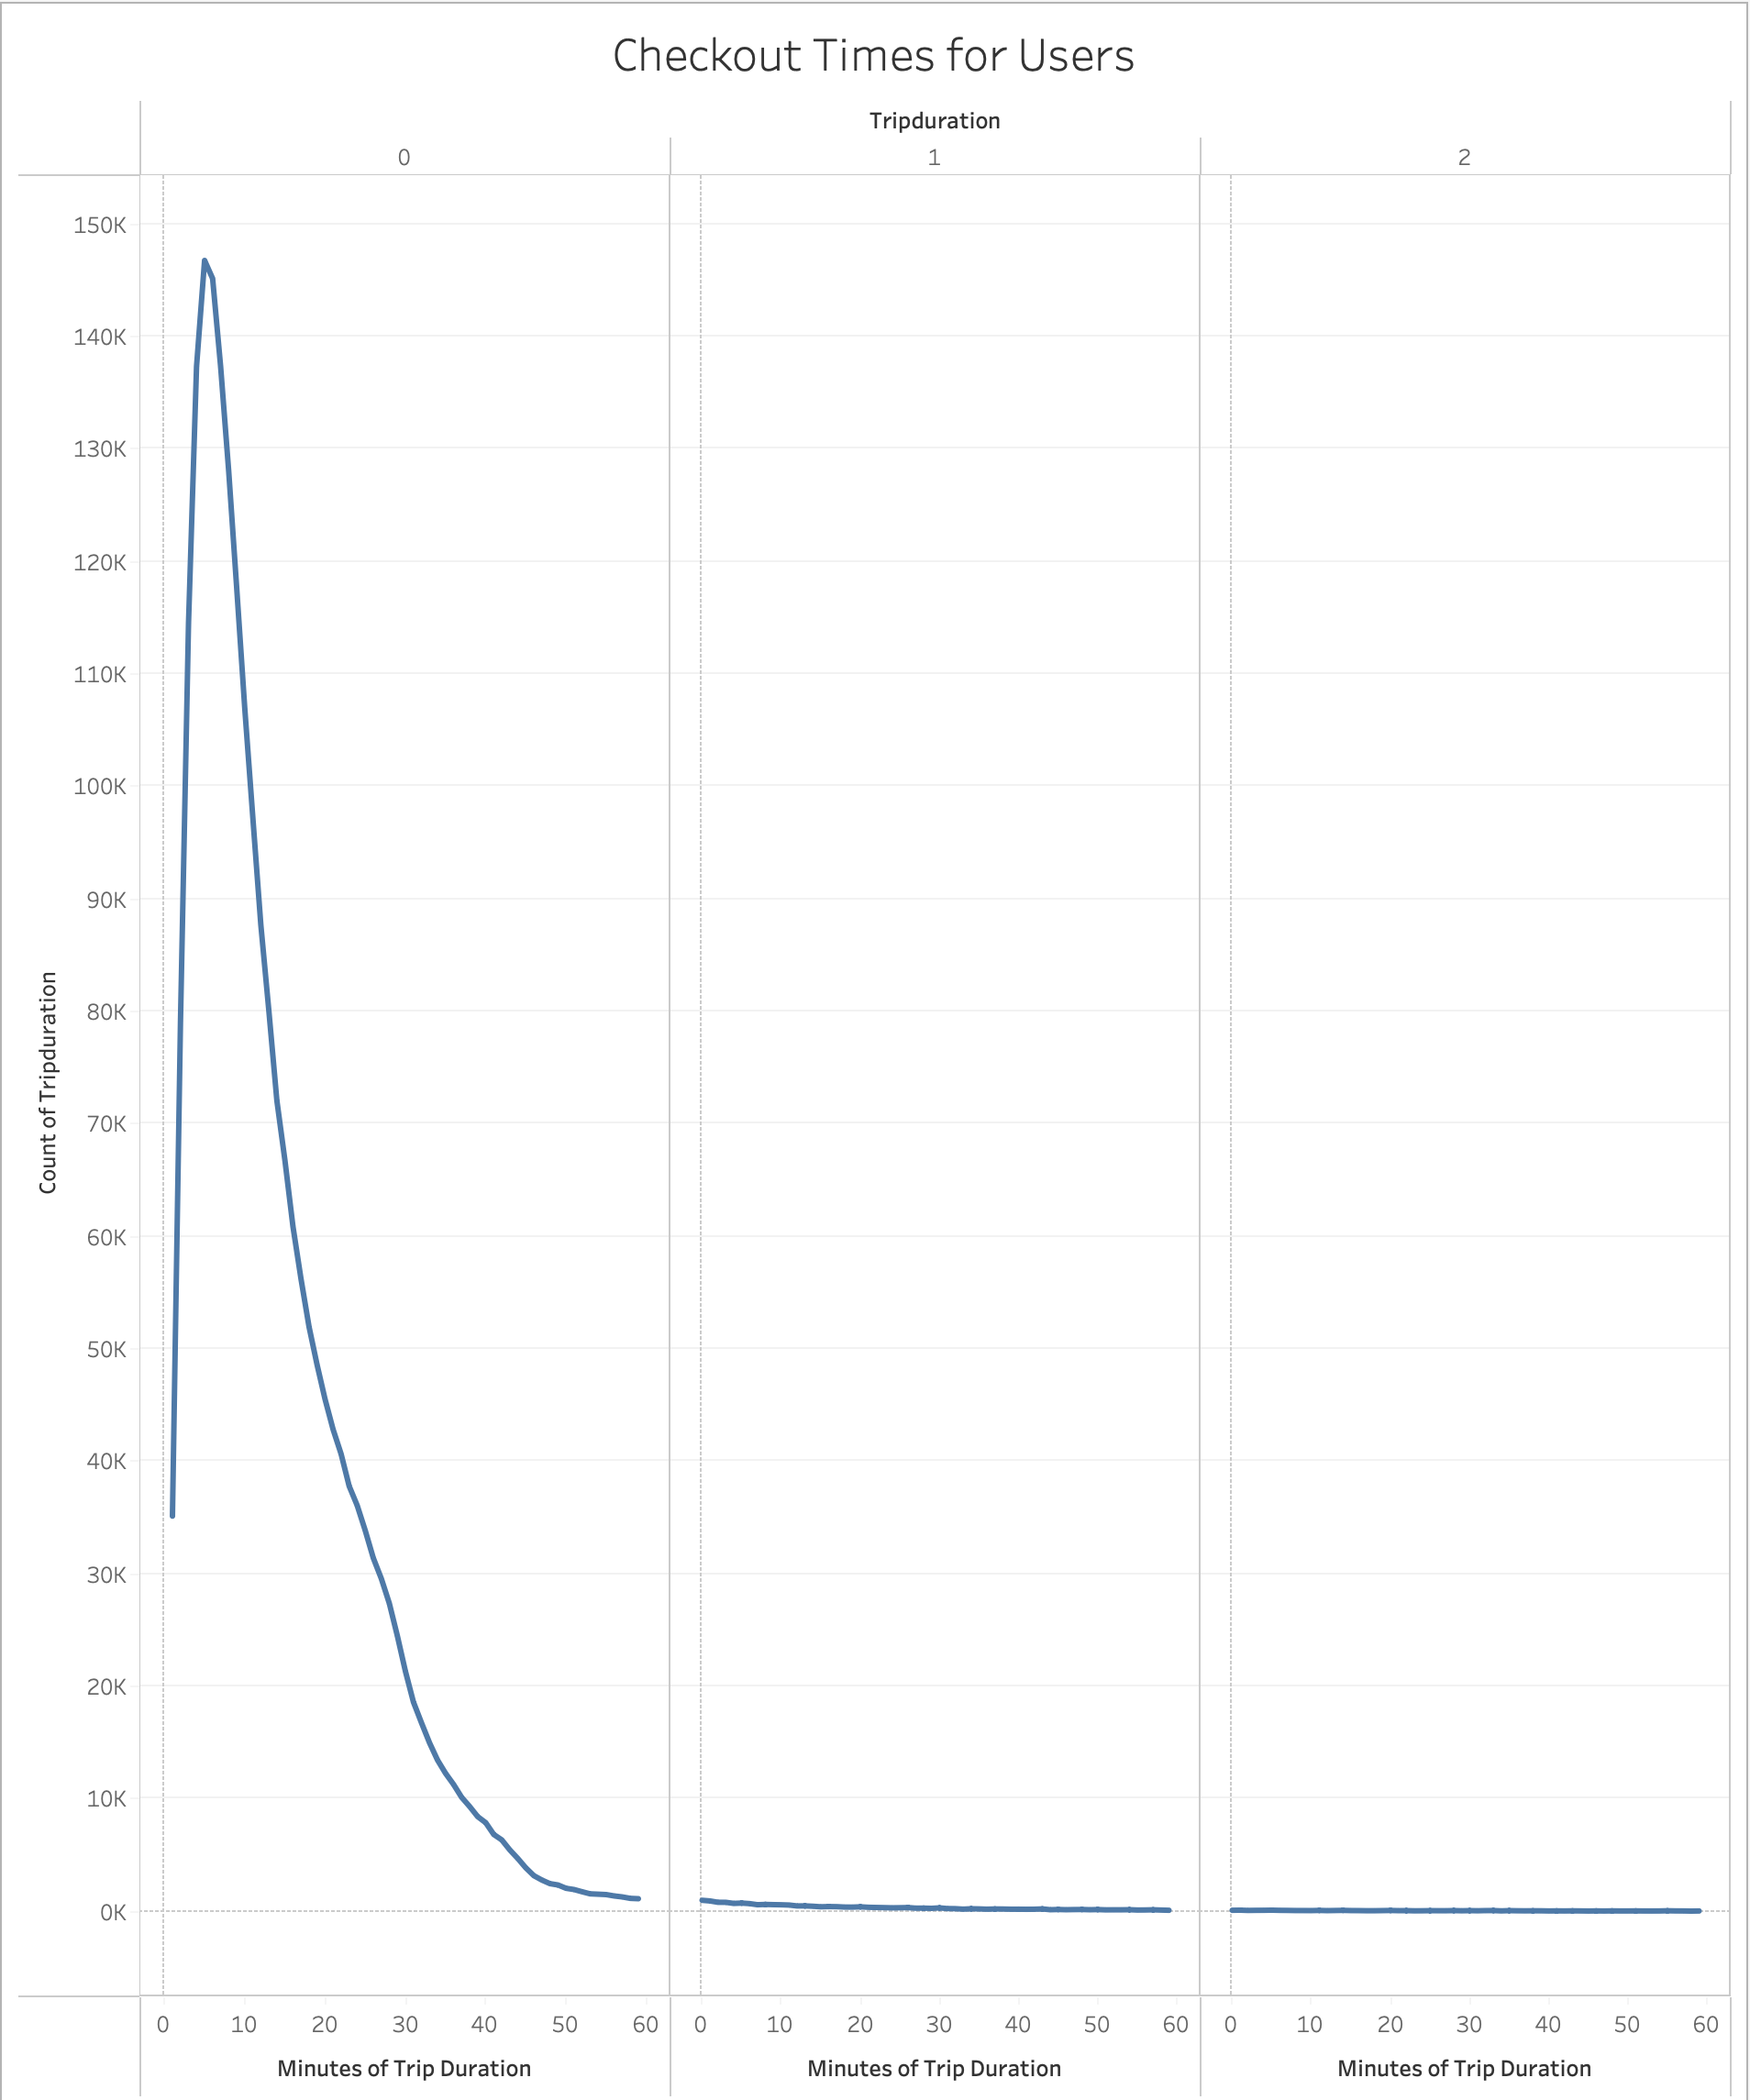 Checkout Times for Users
Tripduration
0 1 2
150K
140K
130K
120K
110K
100K
90K
80K
70K
60K
50K
40K
30K
20K
10K
0K
Count of Tripduration
0 10 20 30 40 50 60 0 10 20 30 40 50 60 0 10 20 30 40 50 60
Minutes of Trip Duration Minutes of Trip Duration Minutes of Trip Duration